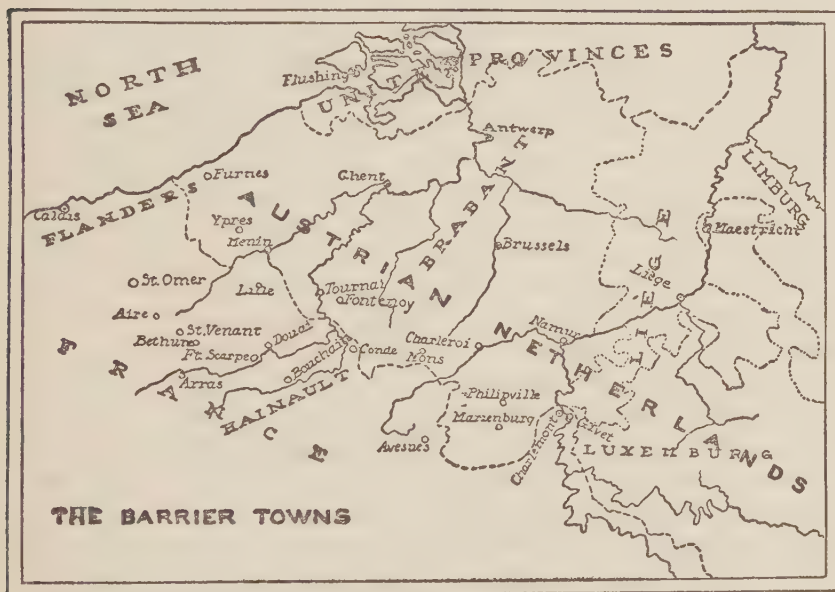 NORTH
SEA
UNITED PROVINCES
Flushing
Antwerp
Ghent
Furnes
Calais
FLANDERS
Ypres
Menin
AUSTRIAN NETHERLANDS
BRABANT
Brussels
LIMBURG
Maestricht
LIEGE
Liége
St. Omer
Lille
Tournai
Fontenoy
Aire
St. Venant
Bethune
Ft. Scarpe
Douai
Bouchain
Conde
Mons
Charleroi
Namur
Arras
HAINAULT
FRANCE
Avesnes
Philipville
Marienburg
Charlemont
Givet
LUXEMBURG
THE BARRIER TOWNS